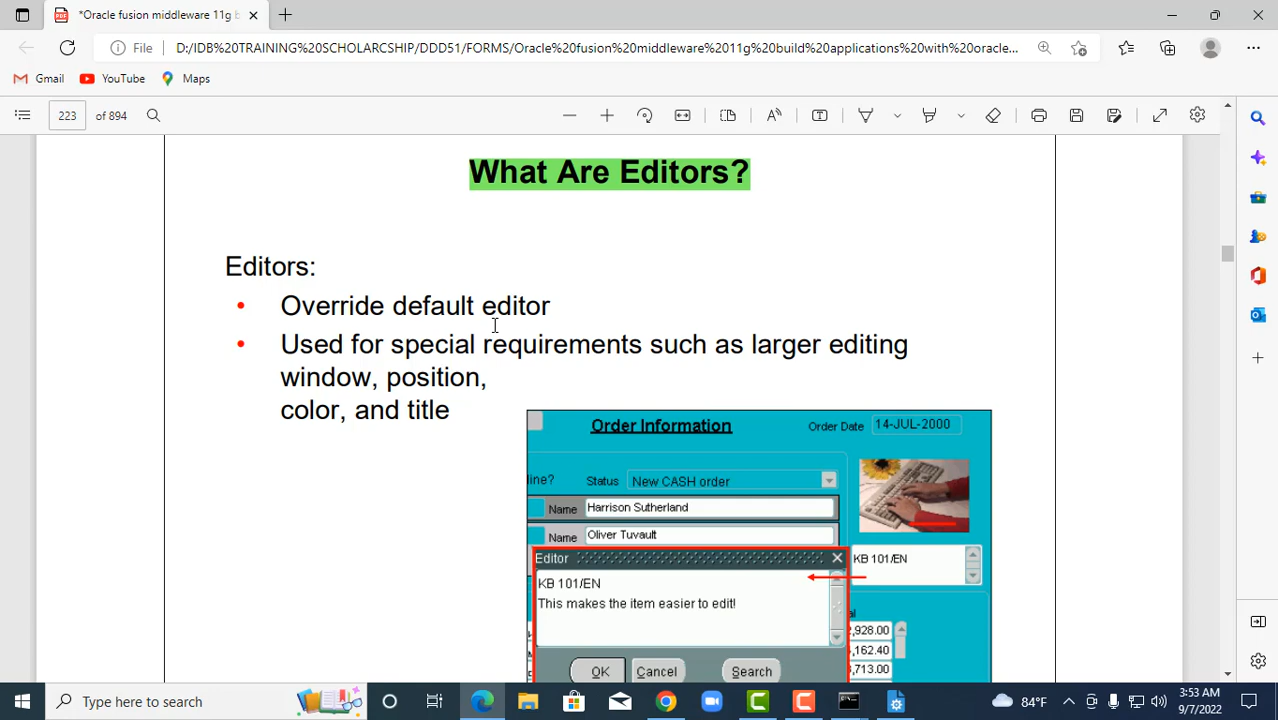 *Oracle fusion middleware 11g b
File
D:/IDB%20TRAINING%20SCHOLARCSHIP/DDD51/FORMS/Oracle%20fusion%20middleware%2011g%20build%20applications%20with%20oracle...
Gmail
YouTube
Maps
223 of 894
What Are Editors?
Editors:
• Override default editor
• Used for special requirements such as larger editing
window, position,
color, and title
Order Information
Order Date 14-JUL-2000
line?
Status New CASH order
Name Harrison Sutherland
Name Oliver Tuvault
Editor
KB 101/EN
KB 101/EN
This makes the item easier to edit!
al
2,928.00
,162.40
,713.00
OK
Cancel
Search
Type here to search
84°F
3:53 AM
9/7/2022